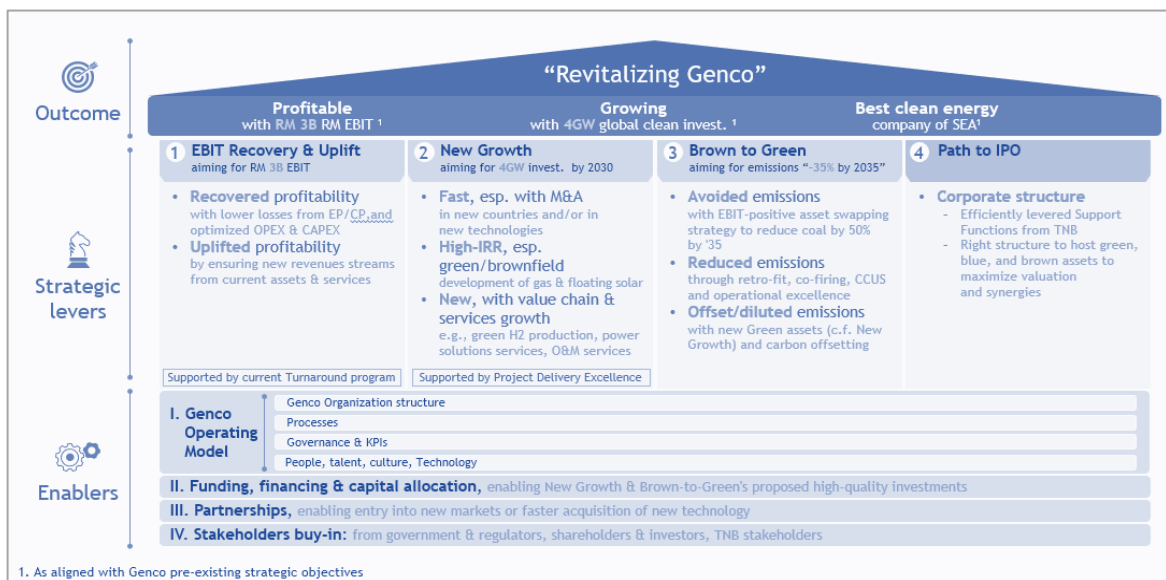 Outcome
“Revitalizing Genco”
Profitable
with RM 3B RM EBIT ¹
Growing
with 4GW global clean invest. ¹
Best clean energy
company of SEA¹
Strategic
levers
1 EBIT Recovery & Uplift
aiming for RM 3B EBIT
• Recovered profitability
with lower losses from EP/CP,and
optimized OPEX & CAPEX
• Uplifted profitability
by ensuring new revenues streams
from current assets & services
Supported by current Turnaround program
2 New Growth
aiming for 4GW invest. by 2030
• Fast, esp. with M&A
in new countries and/or in
new technologies
• High-IRR, esp.
green/brownfield
development of gas & floating solar
• New, with value chain &
services growth
e.g., green H2 production, power
solutions services, O&M services
Supported by Project Delivery Excellence
3 Brown to Green
aiming for emissions “-35% by 2035”
• Avoided emissions
with EBIT-positive asset swapping
strategy to reduce coal by 50%
by '35
• Reduced emissions
through retro-fit, co-firing, CCUS
and operational excellence
• Offset/diluted emissions
with new Green assets (c.f. New
Growth) and carbon offsetting
4 Path to IPO
• Corporate structure
- Efficiently levered Support
Functions from TNB
- Right structure to host green,
blue, and brown assets to
maximize valuation
and synergies
Enablers
I. Genco
Operating
Model
Genco Organization structure
Processes
Governance & KPIs
People, talent, culture, Technology
II. Funding, financing & capital allocation, enabling New Growth & Brown-to-Green's proposed high-quality investments
III. Partnerships, enabling entry into new markets or faster acquisition of new technology
IV. Stakeholders buy-in: from government & regulators, shareholders & investors, TNB stakeholders
1. As aligned with Genco pre-existing strategic objectives